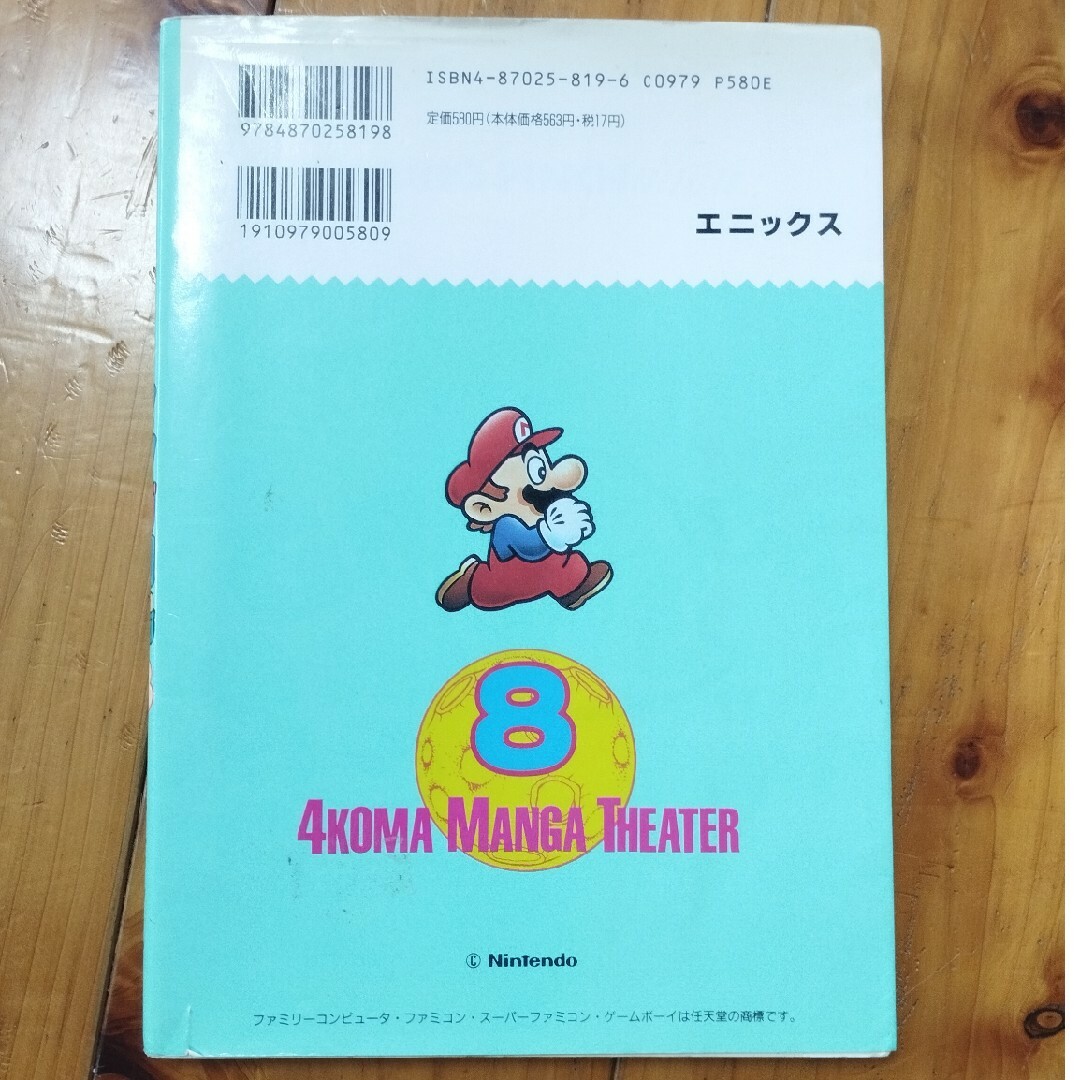 ISBN4-87025-819-6 C0979 P580E
定価580円(本体価格563円・税17円)
9784870258198
1910979005809
エニックス
M
8
4KOMA MANGA THEATER
© Nintendo
ファミリーコンピュータ・ファミコン・スーパーファミコン・ゲームボーイは任天堂の商標です。